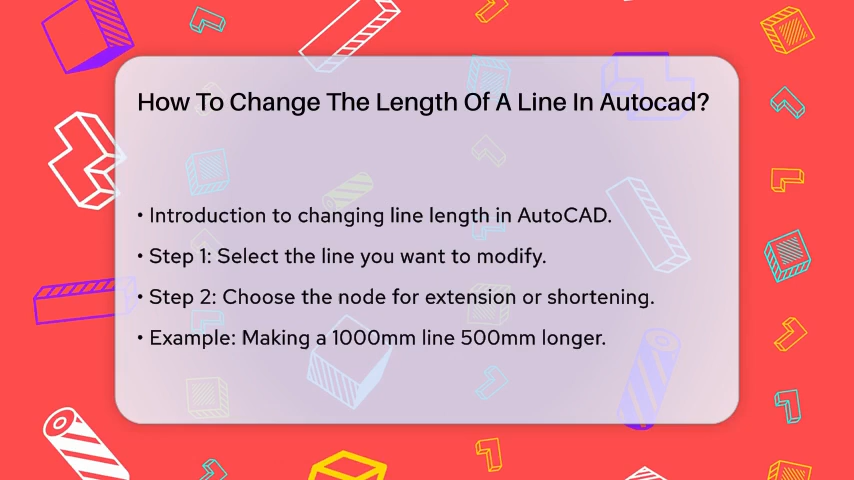 How To Change The Length Of A Line In Autocad?
• Introduction to changing line length in AutoCAD.
• Step 1: Select the line you want to modify.
• Step 2: Choose the node for extension or shortening.
• Example: Making a 1000mm line 500mm longer.